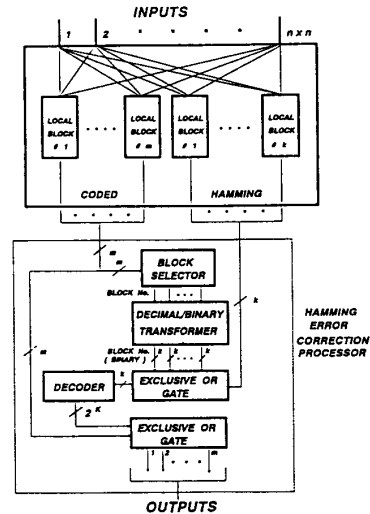 INPUTS
1 2 n x n
LOCAL BLOCK # 1
LOCAL BLOCK # m
LOCAL BLOCK # 1
LOCAL BLOCK # k
CODED
HAMMING
m
m
BLOCK SELECTOR
BLOCK No.
DECIMAL/BINARY TRANSFORMER
BLOCK No. ( BINARY )
k k k
k
m
HAMMING ERROR CORRECTION PROCESSOR
DECODER
k
EXCLUSIVE OR GATE
2 K
EXCLUSIVE OR GATE
1 2 m
OUTPUTS